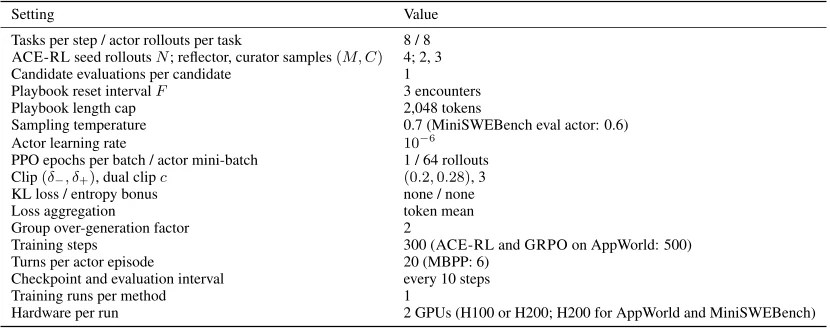 Setting Value
Tasks per step / actor rollouts per task 8 / 8
ACE-RL seed rollouts N; reflector, curator samples (M, C) 4; 2, 3
Candidate evaluations per candidate 1
Playbook reset interval F 3 encounters
Playbook length cap 2,048 tokens
Sampling temperature 0.7 (MiniSWEBench eval actor: 0.6)
Actor learning rate 10⁻⁶
PPO epochs per batch / actor mini-batch 1 / 64 rollouts
Clip (δ₋, δ₊), dual clip c (0.2, 0.28), 3
KL loss / entropy bonus none / none
Loss aggregation token mean
Group over-generation factor 2
Training steps 300 (ACE-RL and GRPO on AppWorld: 500)
Turns per actor episode 20 (MBPP: 6)
Checkpoint and evaluation interval every 10 steps
Training runs per method 1
Hardware per run 2 GPUs (H100 or H200; H200 for AppWorld and MiniSWEBench)